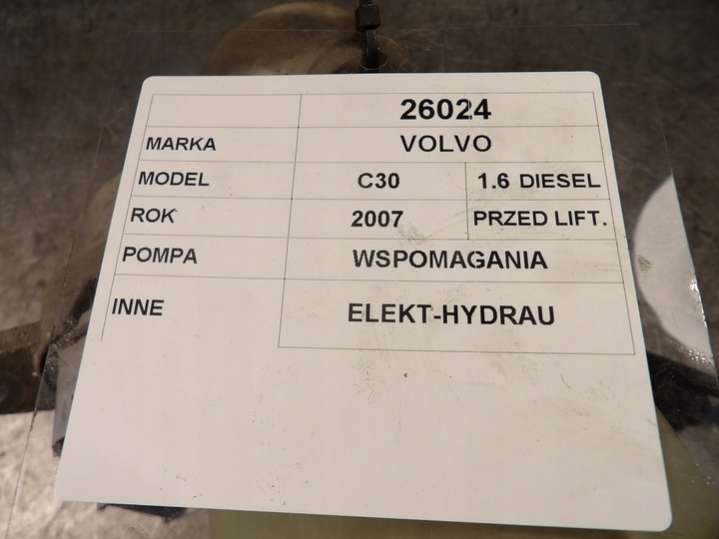 26024
MARKA VOLVO
MODEL C30 1.6 DIESEL
ROK 2007 PRZED LIFT.
POMPA WSPOMAGANIA
INNE ELEKT-HYDRAU